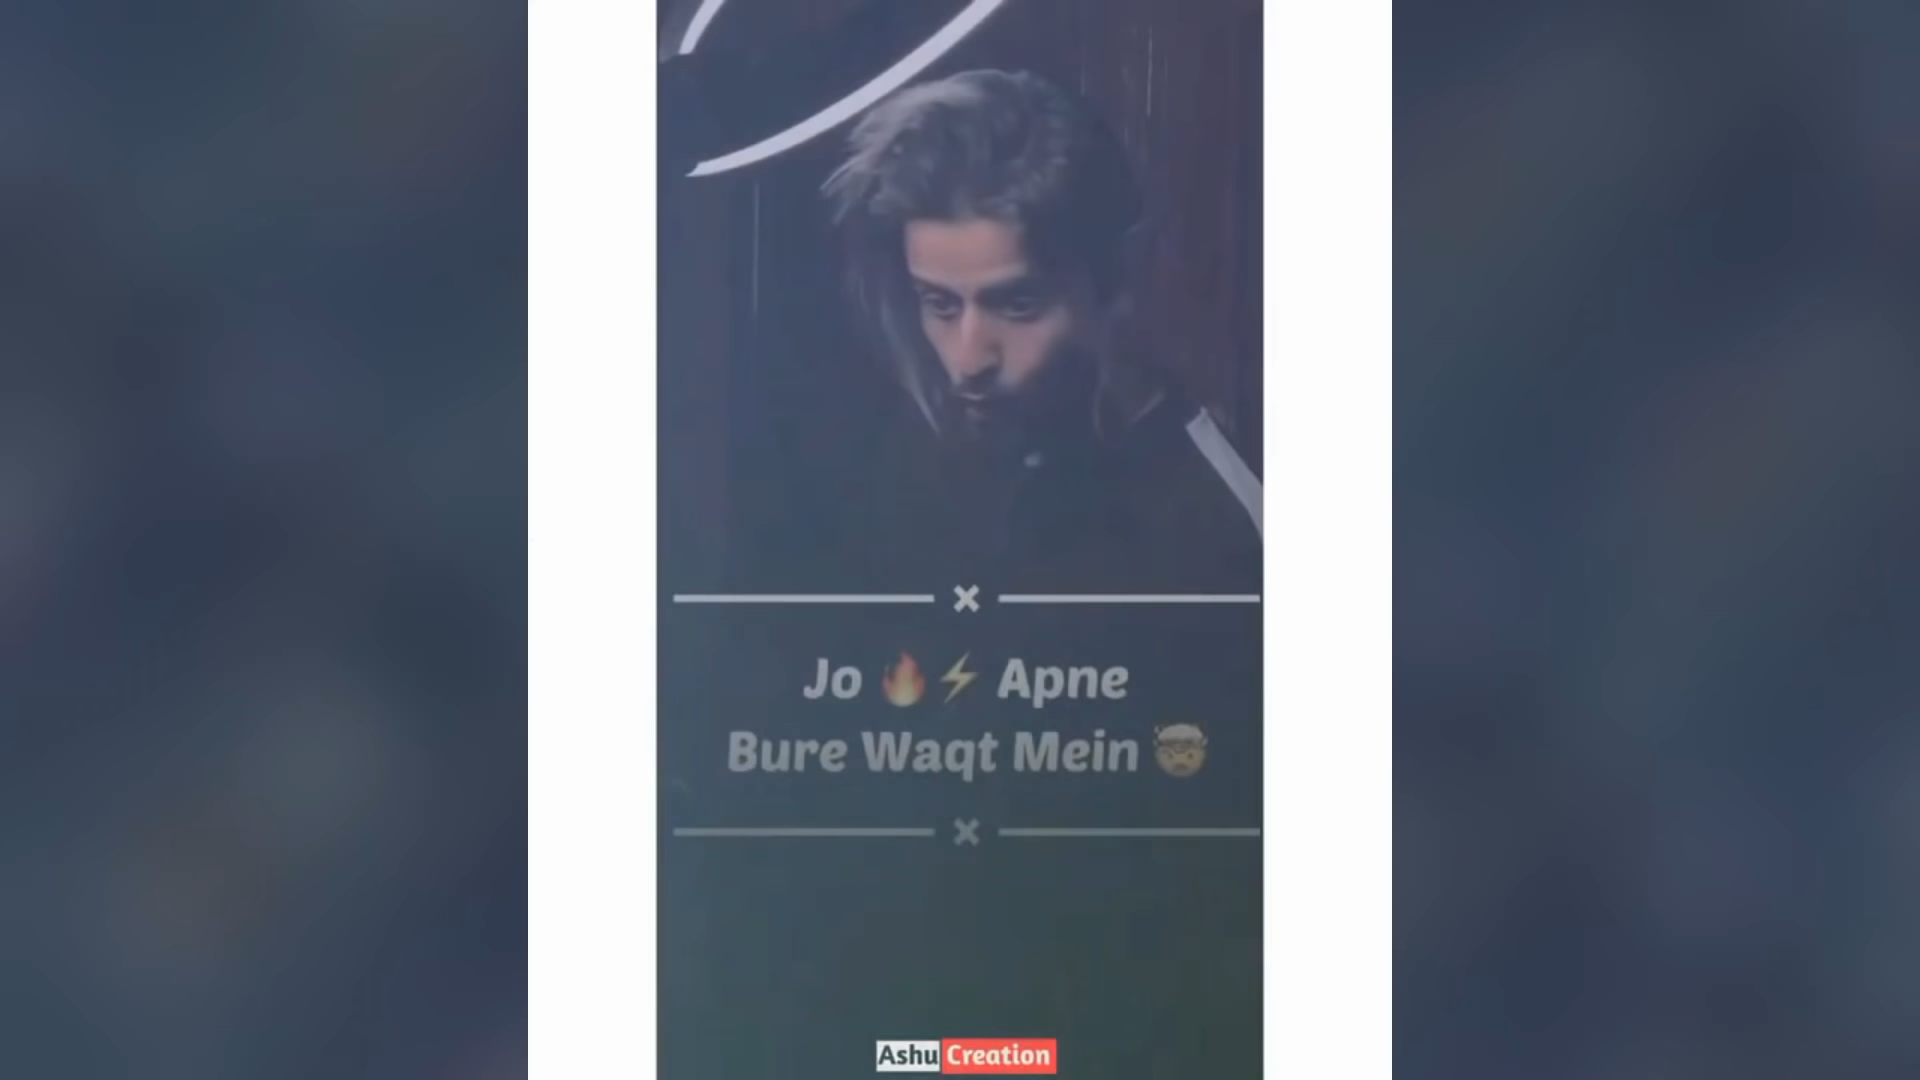 Jo 🔥⚡ Apne
Bure Waqt Mein 🤯
Ashu Creation